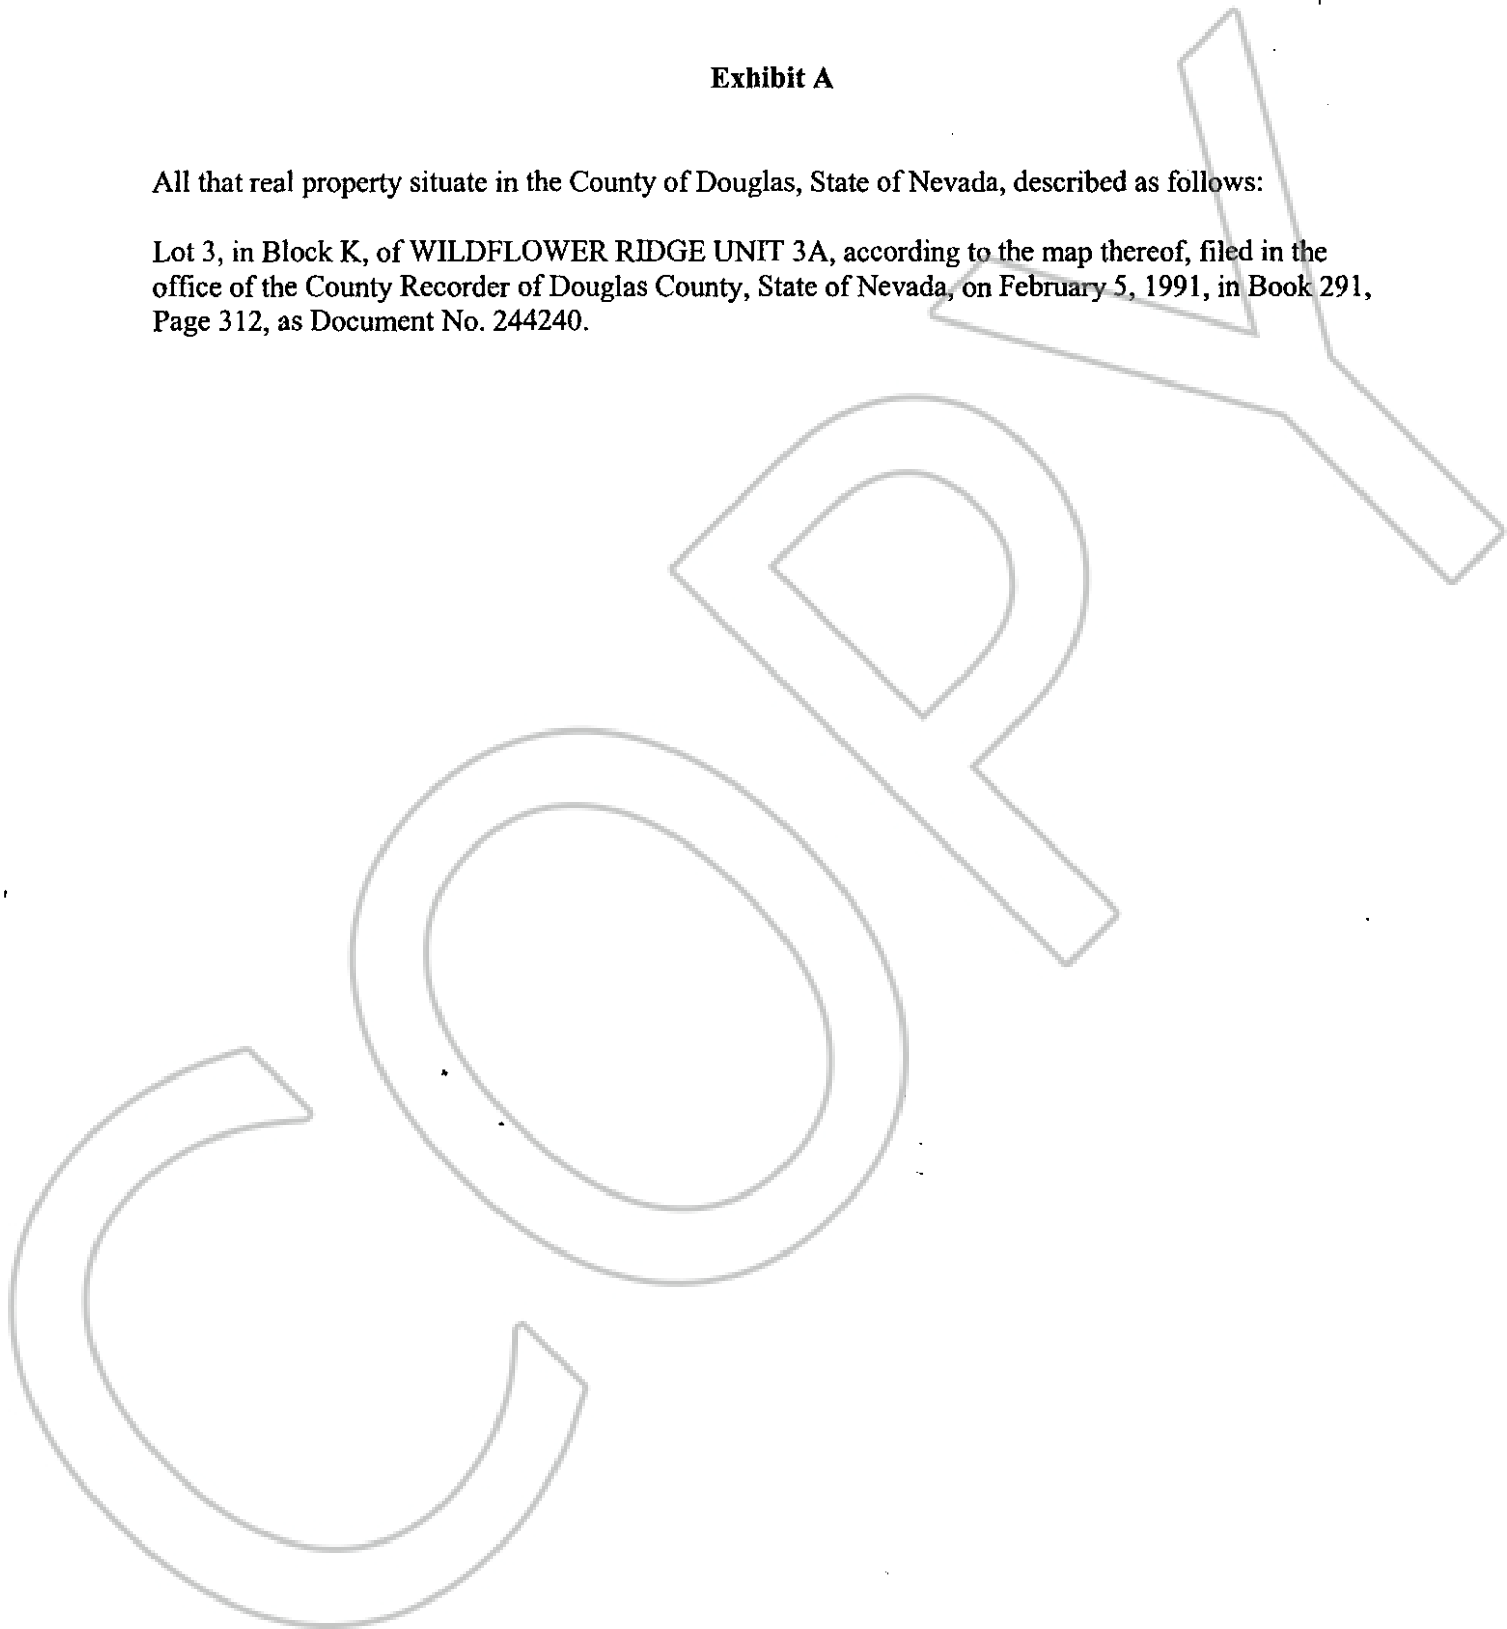 Exhibit A
All that real property situate in the County of Douglas, State of Nevada, described as follows:
Lot 3, in Block K, of WILDFLOWER RIDGE UNIT 3A, according to the map thereof, filed in the
office of the County Recorder of Douglas County, State of Nevada, on February 5, 1991, in Book 291,
Page 312, as Document No. 244240.
COPY